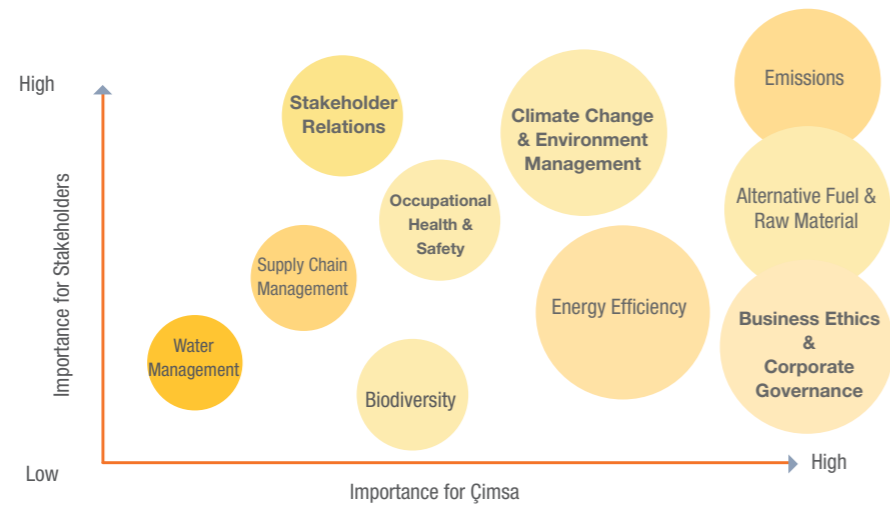 High
Importance for Stakeholders
Low
Stakeholder
Relations
Climate Change
& Environment
Management
Emissions
Occupational
Health &
Safety
Alternative Fuel &
Raw Material
Supply Chain
Management
Energy Efficiency
Business Ethics
&
Corporate
Governance
Water
Management
Biodiversity
High
Importance for Çimsa